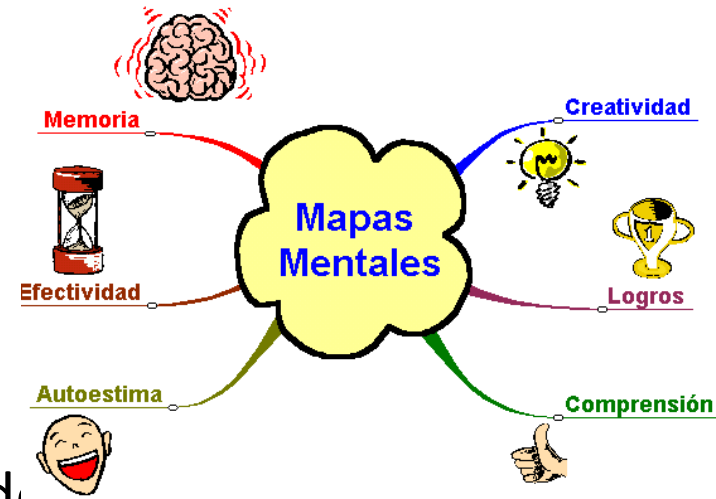 Memoria
Creatividad
Mapas
Mentales
Efectividad
Logros
Autoestima
Comprensión